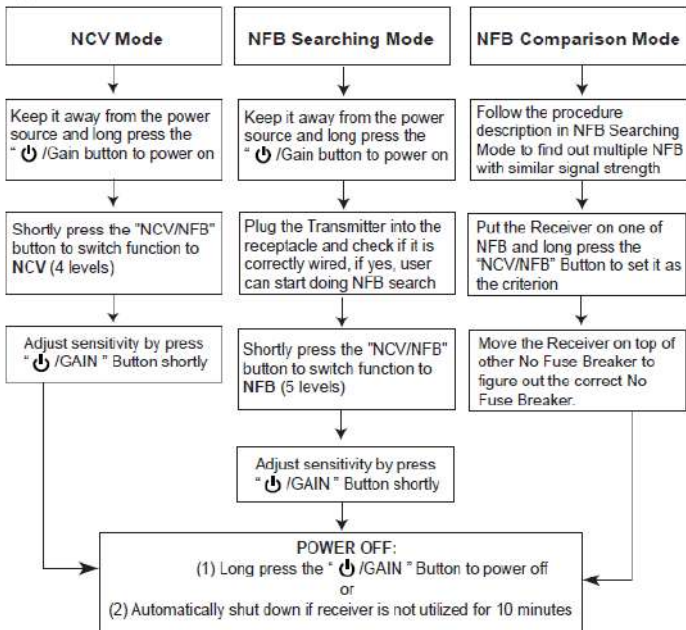 NCV Mode
Keep it away from the power
source and long press the
“ ⏻ /Gain button to power on
Shortly press the "NCV/NFB"
button to switch function to
NCV (4 levels)
Adjust sensitivity by press
“ ⏻ /GAIN ” Button shortly
NFB Searching Mode
Keep it away from the power
source and long press the
“ ⏻ /Gain button to power on
Plug the Transmitter into the
receptacle and check if it is
correctly wired, if yes, user
can start doing NFB search
Shortly press the "NCV/NFB"
button to switch function to
NFB (5 levels)
Adjust sensitivity by press
“ ⏻ /GAIN ” Button shortly
NFB Comparison Mode
Follow the procedure
description in NFB Searching
Mode to find out multiple NFB
with similar signal strength
Put the Receiver on one of
NFB and long press the
“NCV/NFB” Button to set it as
the criterion
Move the Receiver on top of
other No Fuse Breaker to
figure out the correct No
Fuse Breaker.
POWER OFF:
(1) Long press the “ ⏻ /GAIN ” Button to power off
or
(2) Automatically shut down if receiver is not utilized for 10 minutes